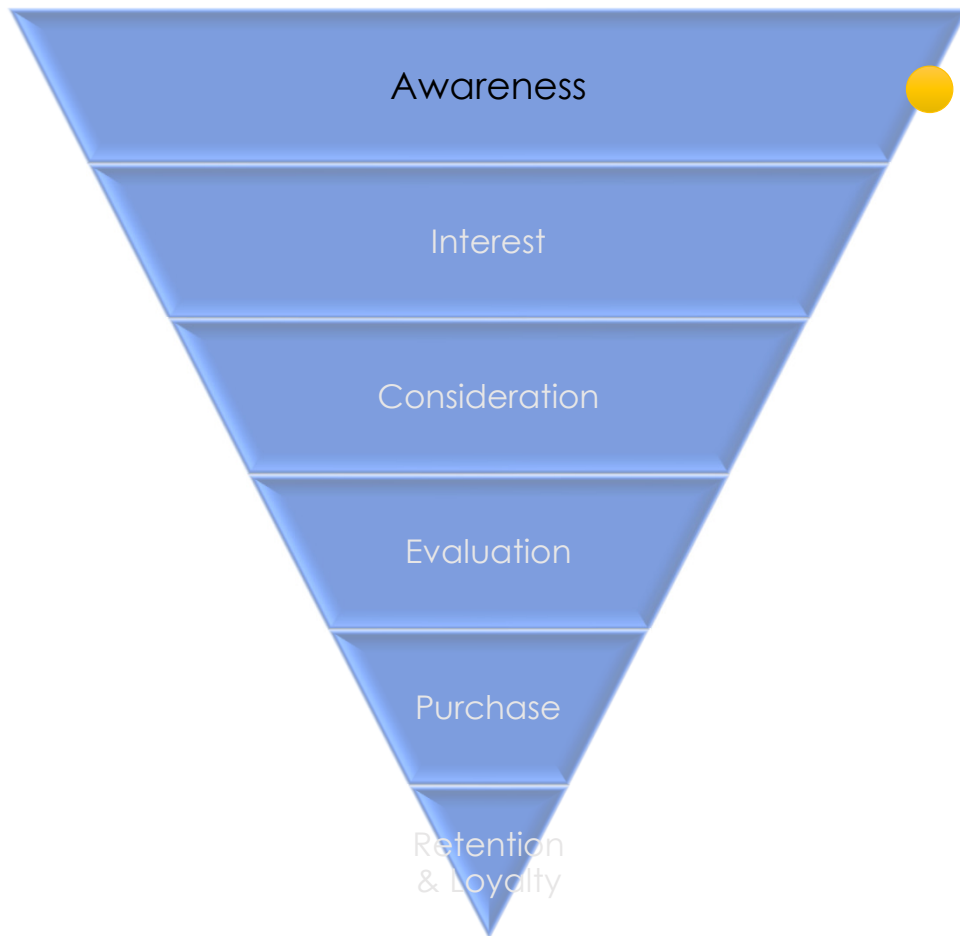 Awareness
Interest
Consideration
Evaluation
Purchase
Retention
& Loyalty